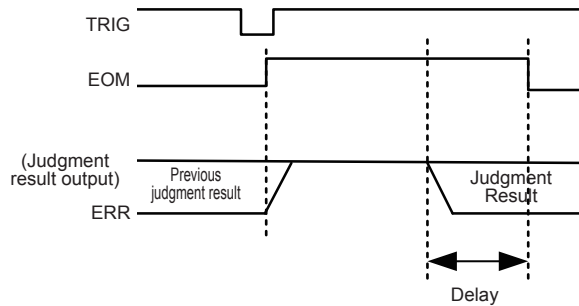 TRIG
EOM
(Judgment
result output)
Previous
judgment result
Judgment
Result
ERR
Delay